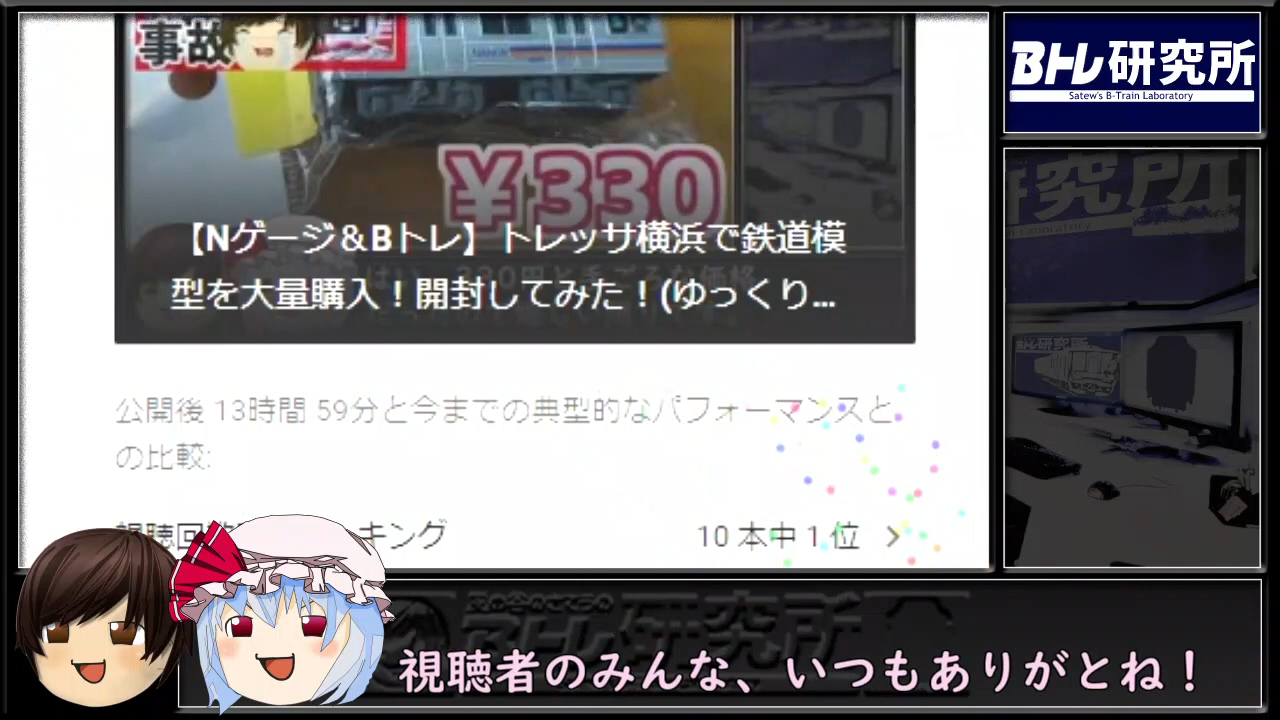 事故
¥330
【Nゲージ＆Bトレ】トレッサ横浜で鉄道模
型を大量購入！開封してみた！(ゆっくり...
公開後 13時間 59分と今までの典型的なパフォーマンスと
の比較:
視聴回
キング
10 本中 1 位
BトレI研究所
Satew's B-Train Laboratory
視聴者のみんな、いつもありがとね！